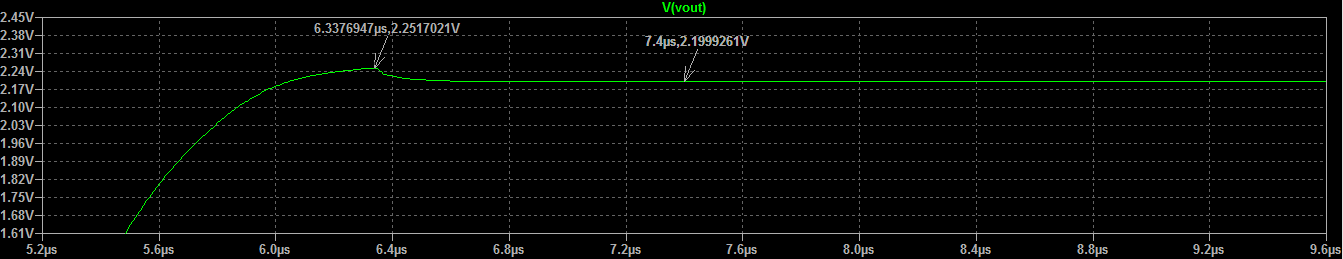 V(vout)
2.45V
2.38V
2.31V
2.24V
2.17V
2.10V
2.03V
1.96V
1.89V
1.82V
1.75V
1.68V
1.61V
6.3376947µs,2.2517021V
7.4µs,2.1999261V
5.2µs 5.6µs 6.0µs 6.4µs 6.8µs 7.2µs 7.6µs 8.0µs 8.4µs 8.8µs 9.2µs 9.6µs